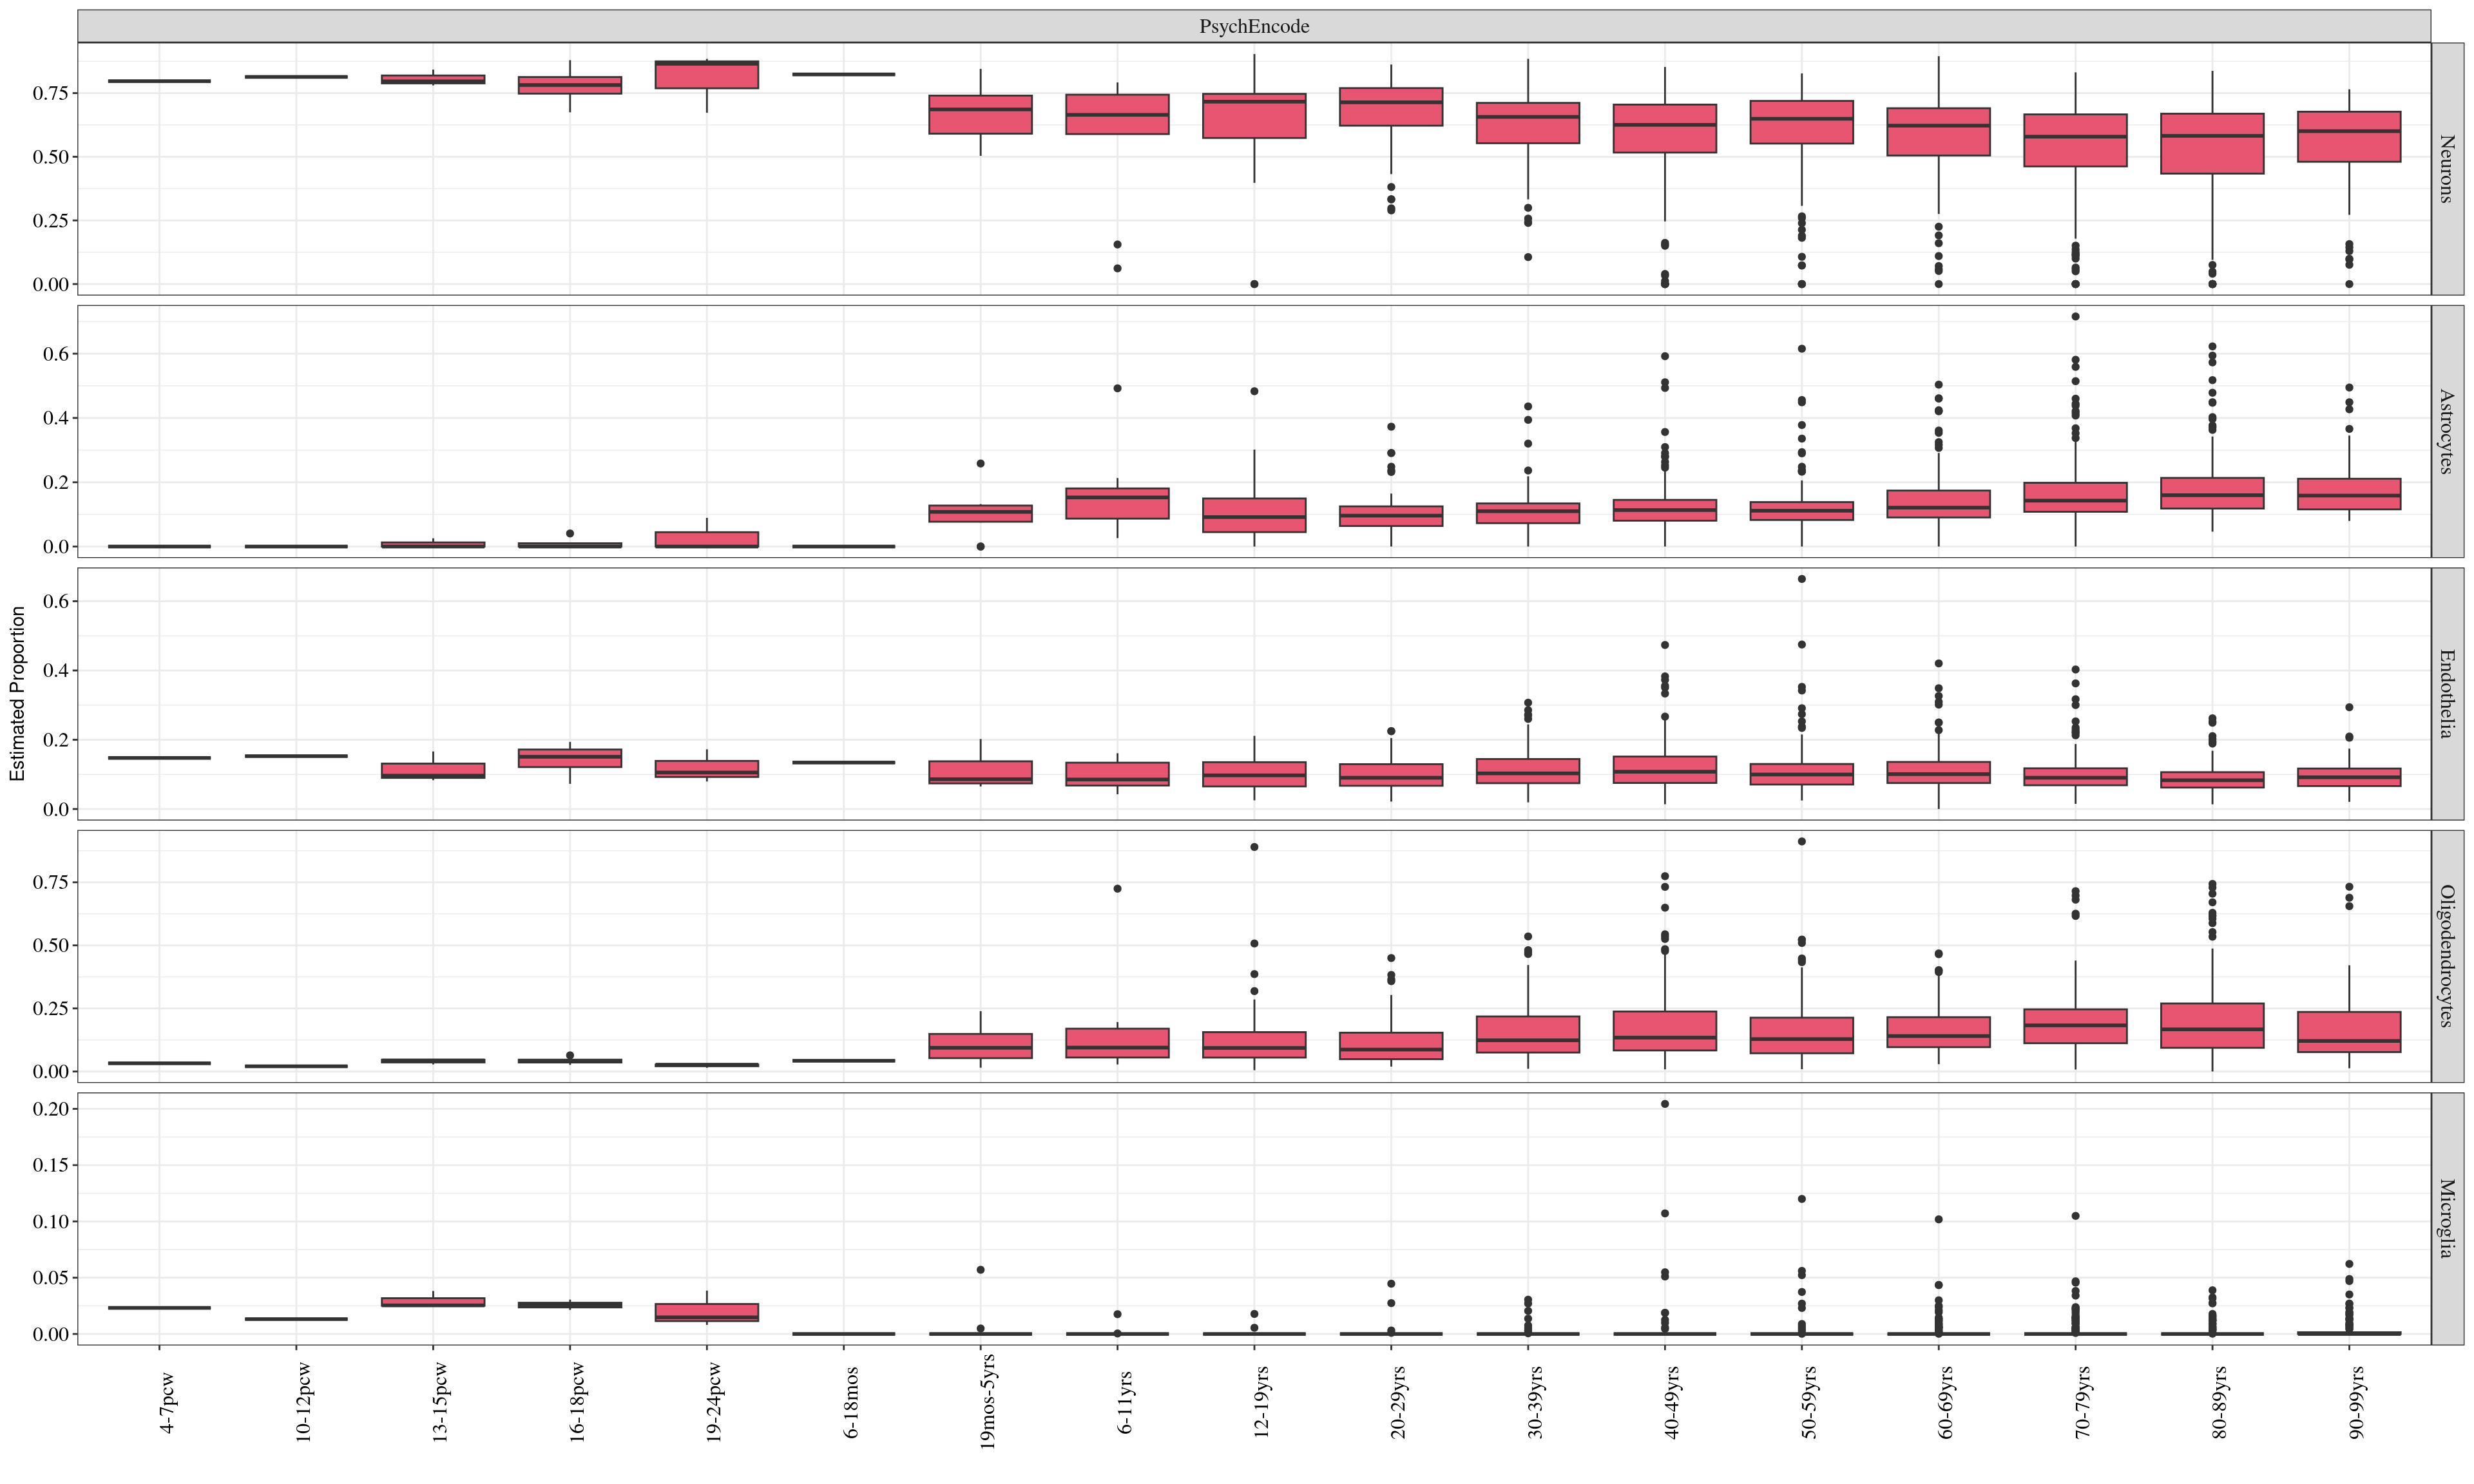 PsychEncode
Estimated Proportion
0.75
0.50
0.25
0.00
Neurons
0.6
0.4
0.2
0.0
Astrocytes
0.6
0.4
0.2
0.0
Endothelia
0.75
0.50
0.25
0.00
Oligodendrocytes
0.20
0.15
0.10
0.05
0.00
Microglia
4-7pcw
10-12pcw
13-15pcw
16-18pcw
19-24pcw
6-18mos
19mos-5yrs
6-11yrs
12-19yrs
20-29yrs
30-39yrs
40-49yrs
50-59yrs
60-69yrs
70-79yrs
80-89yrs
90-99yrs